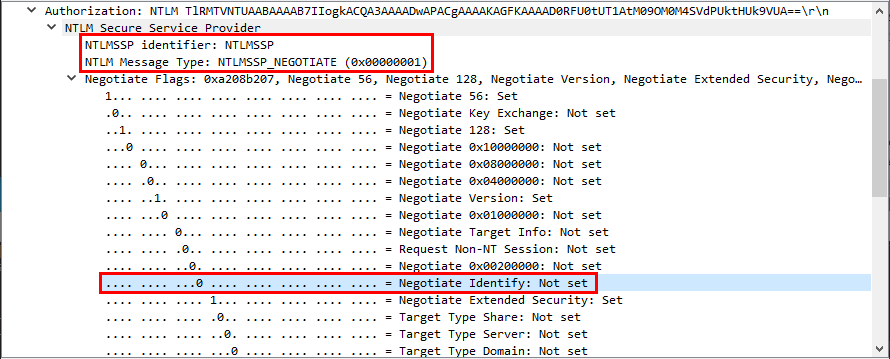 Authorization: NTLM TlRMTVNTUAABAAAAB7IIogkACQA3AAAADwAPACgAAAAKAGFKAAAAD0RFU0tUT1AtM09OM0M4SVdPUktHUk9VUA==\r\n
NTLM Secure Service Provider
NTLMSSP identifier: NTLMSSP
NTLM Message Type: NTLMSSP_NEGOTIATE (0x00000001)
Negotiate Flags: 0xa208b207, Negotiate 56, Negotiate 128, Negotiate Version, Negotiate Extended Security, Nego…
1... .... .... .... .... .... .... .... = Negotiate 56: Set
.0.. .... .... .... .... .... .... .... = Negotiate Key Exchange: Not set
..1. .... .... .... .... .... .... .... = Negotiate 128: Set
...0 .... .... .... .... .... .... .... = Negotiate 0x10000000: Not set
.... 0... .... .... .... .... .... .... = Negotiate 0x08000000: Not set
.... .0.. .... .... .... .... .... .... = Negotiate 0x04000000: Not set
.... ..1. .... .... .... .... .... .... = Negotiate Version: Set
.... ...0 .... .... .... .... .... .... = Negotiate 0x01000000: Not set
.... .... 0... .... .... .... .... .... = Negotiate Target Info: Not set
.... .... .0.. .... .... .... .... .... = Request Non-NT Session: Not set
.... .... ..0. .... .... .... .... .... = Negotiate 0x00200000: Not set
.... .... ...0 .... .... .... .... .... = Negotiate Identify: Not set
.... .... .... 1... .... .... .... .... = Negotiate Extended Security: Set
.... .... .... .0.. .... .... .... .... = Target Type Share: Not set
.... .... .... ..0. .... .... .... .... = Target Type Server: Not set
.... .... .... ...0 .... .... .... .... = Target Type Domain: Not set